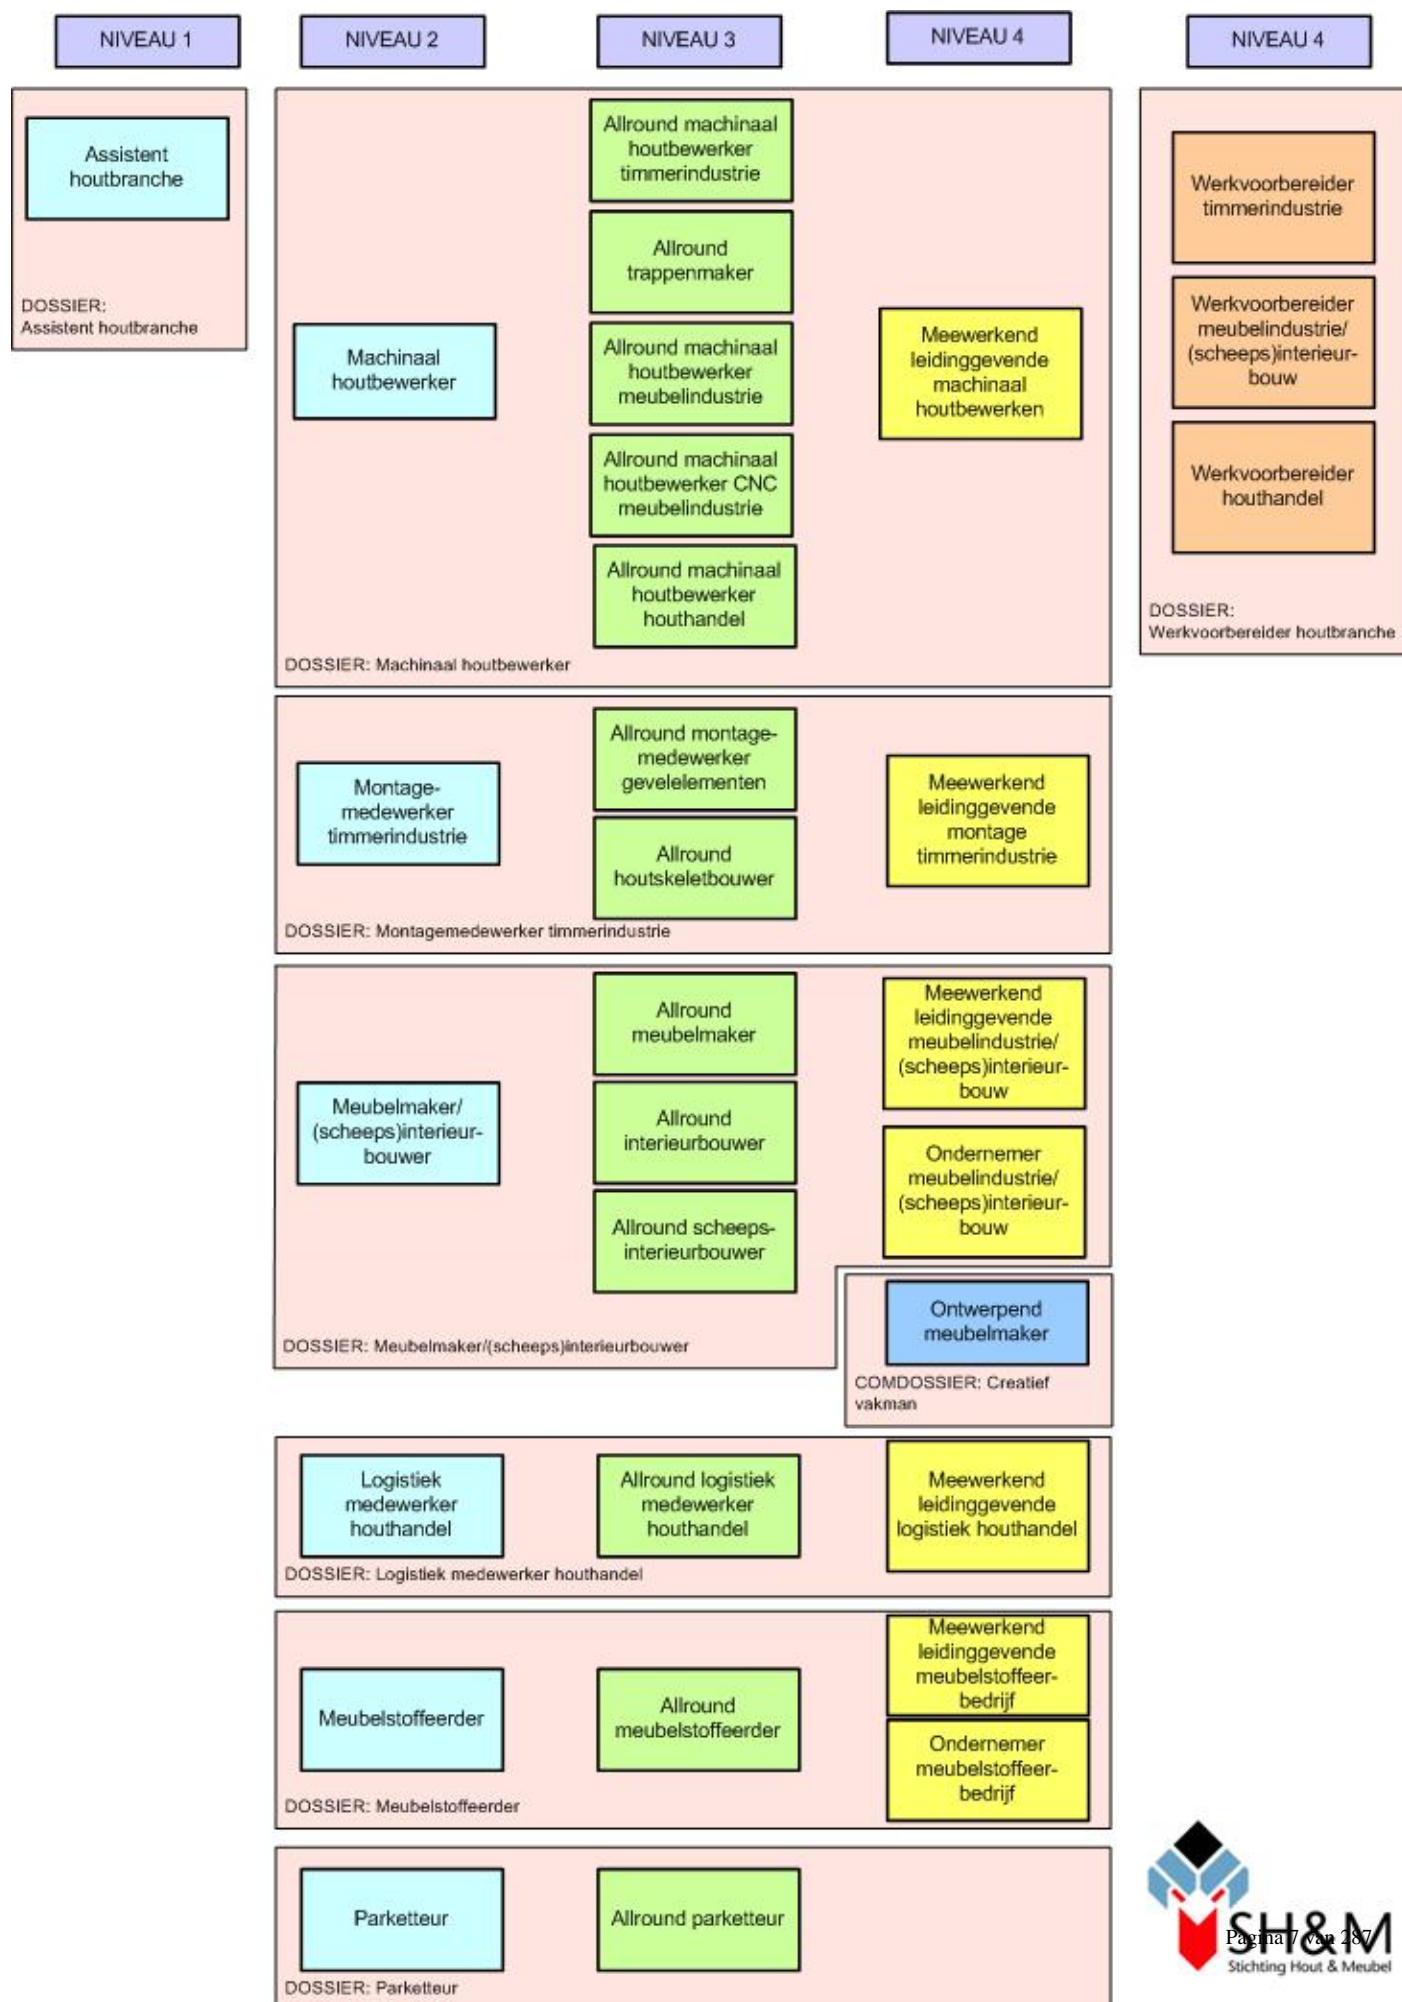 NIVEAU 1
NIVEAU 2
NIVEAU 3
NIVEAU 4
NIVEAU 4
Assistent
houtbranche
DOSSIER:
Assistent houtbranche
Machinaal
houtbewerker
Allround machinaal
houtbewerker
timmerindustrie
Allround
trappenmaker
Allround machinaal
houtbewerker
meubelindustrie
Allround machinaal
houtbewerker CNC
meubelindustrie
Allround machinaal
houtbewerker
houthandel
Meewerkend
leidinggevende
machinaal
houtbewerken
DOSSIER: Machinaal houtbewerker
Werkvoorbereider
timmerindustrie
Werkvoorbereider
meubelindustrie/
(scheeps)interieur-
bouw
Werkvoorbereider
houthandel
DOSSIER:
Werkvoorbereider houtbranche
Montage-
medewerker
timmerindustrie
Allround montage-
medewerker
gevelelementen
Allround
houtskeletbouwer
Meewerkend
leidinggevende
montage
timmerindustrie
DOSSIER: Montagemedewerker timmerindustrie
Meubelmaker/
(scheeps)interieur-
bouwer
Allround
meubelmaker
Allround
interieurbouwer
Allround scheeps-
interieurbouwer
Meewerkend
leidinggevende
meubelindustrie/
(scheeps)interieur-
bouw
Ondernemer
meubelindustrie/
(scheeps)interieur-
bouw
DOSSIER: Meubelmaker/(scheeps)interieurbouwer
Ontwerpend
meubelmaker
COMDOSSIER: Creatief
vakman
Logistiek
medewerker
houthandel
Allround logistiek
medewerker
houthandel
Meewerkend
leidinggevende
logistiek houthandel
DOSSIER: Logistiek medewerker houthandel
Meubelstoffeerder
Allround
meubelstoffeerder
Meewerkend
leidinggevende
meubelstoffeer-
bedrijf
Ondernemer
meubelstoffeer-
bedrijf
DOSSIER: Meubelstoffeerder
Parketteur
Allround parketteur
DOSSIER: Parketteur
SH&M
Pagina 7 van 287
Stichting Hout & Meubel